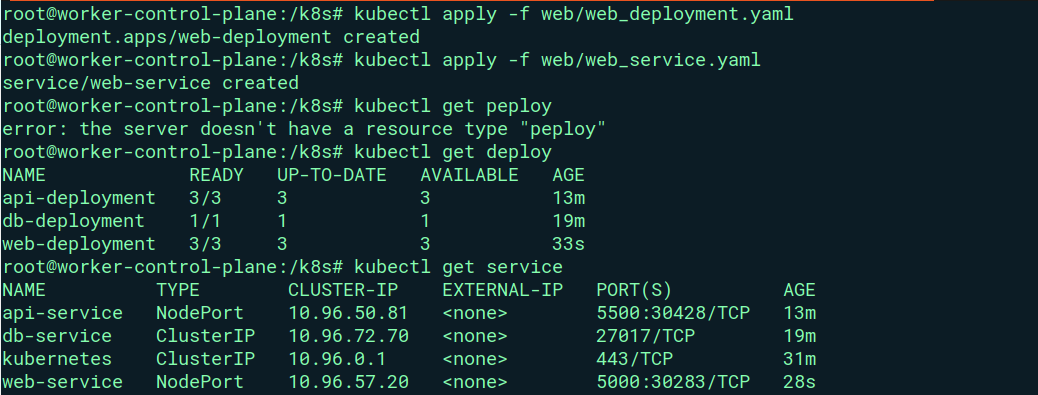 root@worker-control-plane:/k8s# kubectl apply -f web/web_deployment.yaml
deployment.apps/web-deployment created
root@worker-control-plane:/k8s# kubectl apply -f web/web_service.yaml
service/web-service created
root@worker-control-plane:/k8s# kubectl get peploy
error: the server doesn't have a resource type "peploy"
root@worker-control-plane:/k8s# kubectl get deploy
NAME             READY   UP-TO-DATE   AVAILABLE   AGE
api-deployment   3/3     3            3           13m
db-deployment    1/1     1            1           19m
web-deployment   3/3     3            3           33s
root@worker-control-plane:/k8s# kubectl get service
NAME          TYPE        CLUSTER-IP    EXTERNAL-IP   PORT(S)          AGE
api-service   NodePort    10.96.50.81   <none>        5500:30428/TCP   13m
db-service    ClusterIP   10.96.72.70   <none>        27017/TCP        19m
kubernetes    ClusterIP   10.96.0.1     <none>        443/TCP          31m
web-service   NodePort    10.96.57.20   <none>        5000:30283/TCP   28s